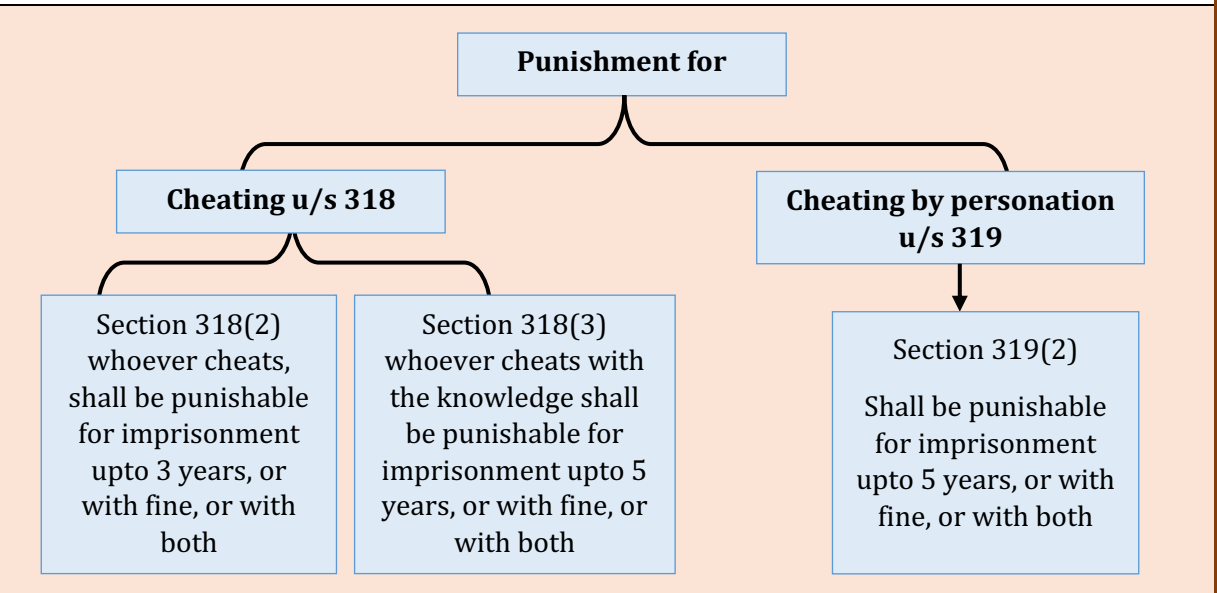 Punishment for
Cheating u/s 318
Cheating by personation
u/s 319
Section 318(2)
whoever cheats,
shall be punishable
for imprisonment
upto 3 years, or
with fine, or with
both
Section 318(3)
whoever cheats with
the knowledge shall
be punishable for
imprisonment upto 5
years, or with fine, or
with both
Section 319(2)
Shall be punishable
for imprisonment
upto 5 years, or with
fine, or with both